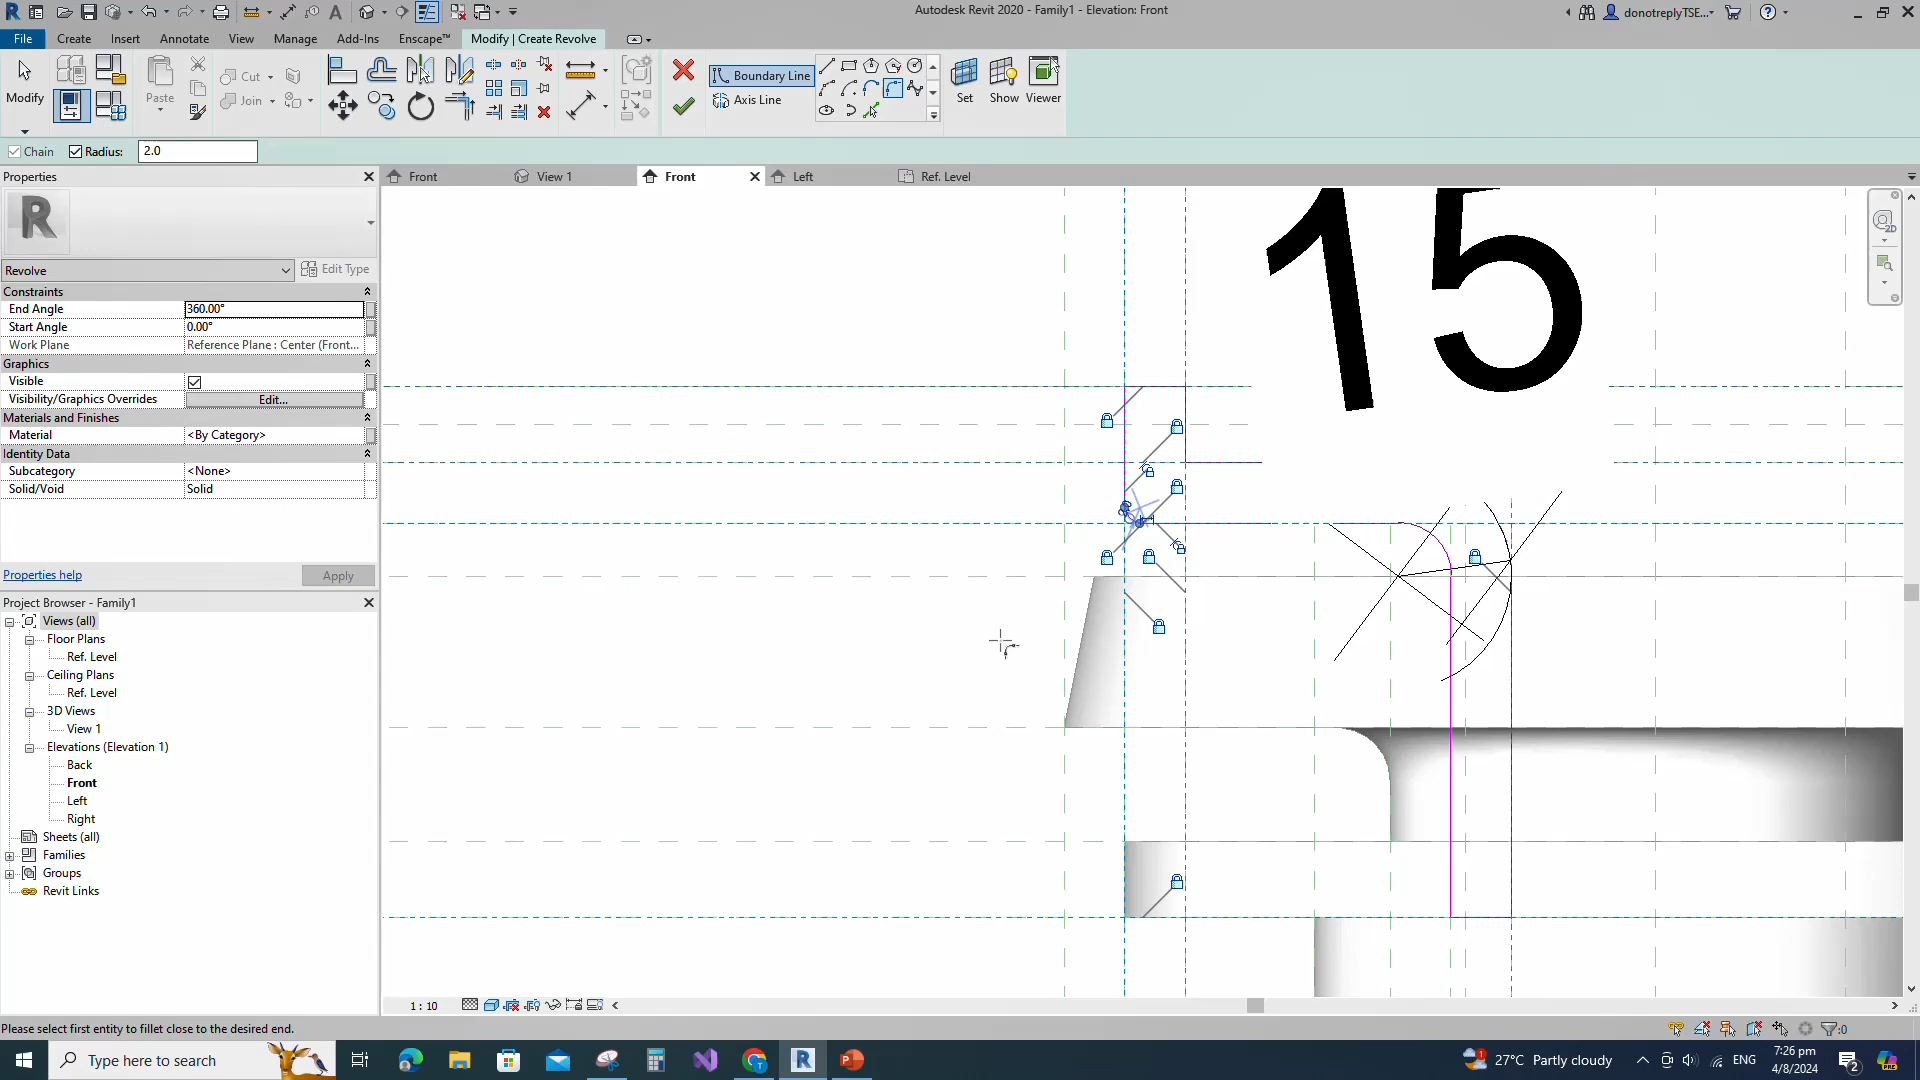 Autodesk Revit 2020 - Family1 - Elevation: Front
donotreplyTSE...
File Create Insert Annotate View Manage Add-Ins Enscape™ Modify | Create Revolve
Modify
Paste
Cut
Join
Boundary Line
Axis Line
Set Show Viewer
Chain Radius: 2.0
Properties
Front View 1 Front Left Ref. Level
R
Revolve Edit Type
Constraints
End Angle 360.00°
Start Angle 0.00°
Work Plane Reference Plane : Center (Front...
Graphics
Visible
Visibility/Graphics Overrides Edit...
Materials and Finishes
Material <By Category>
Identity Data
Subcategory <None>
Solid/Void Solid
Properties help Apply
Project Browser - Family1
Views (all)
Floor Plans
Ref. Level
Ceiling Plans
Ref. Level
3D Views
View 1
Elevations (Elevation 1)
Back
Front
Left
Right
Sheets (all)
Families
Groups
Revit Links
15
2D
1 : 10
Please select first entity to fillet close to the desired end.
:0
Type here to search
27°C Partly cloudy
ENG
7:26 pm
4/8/2024
2
PRE